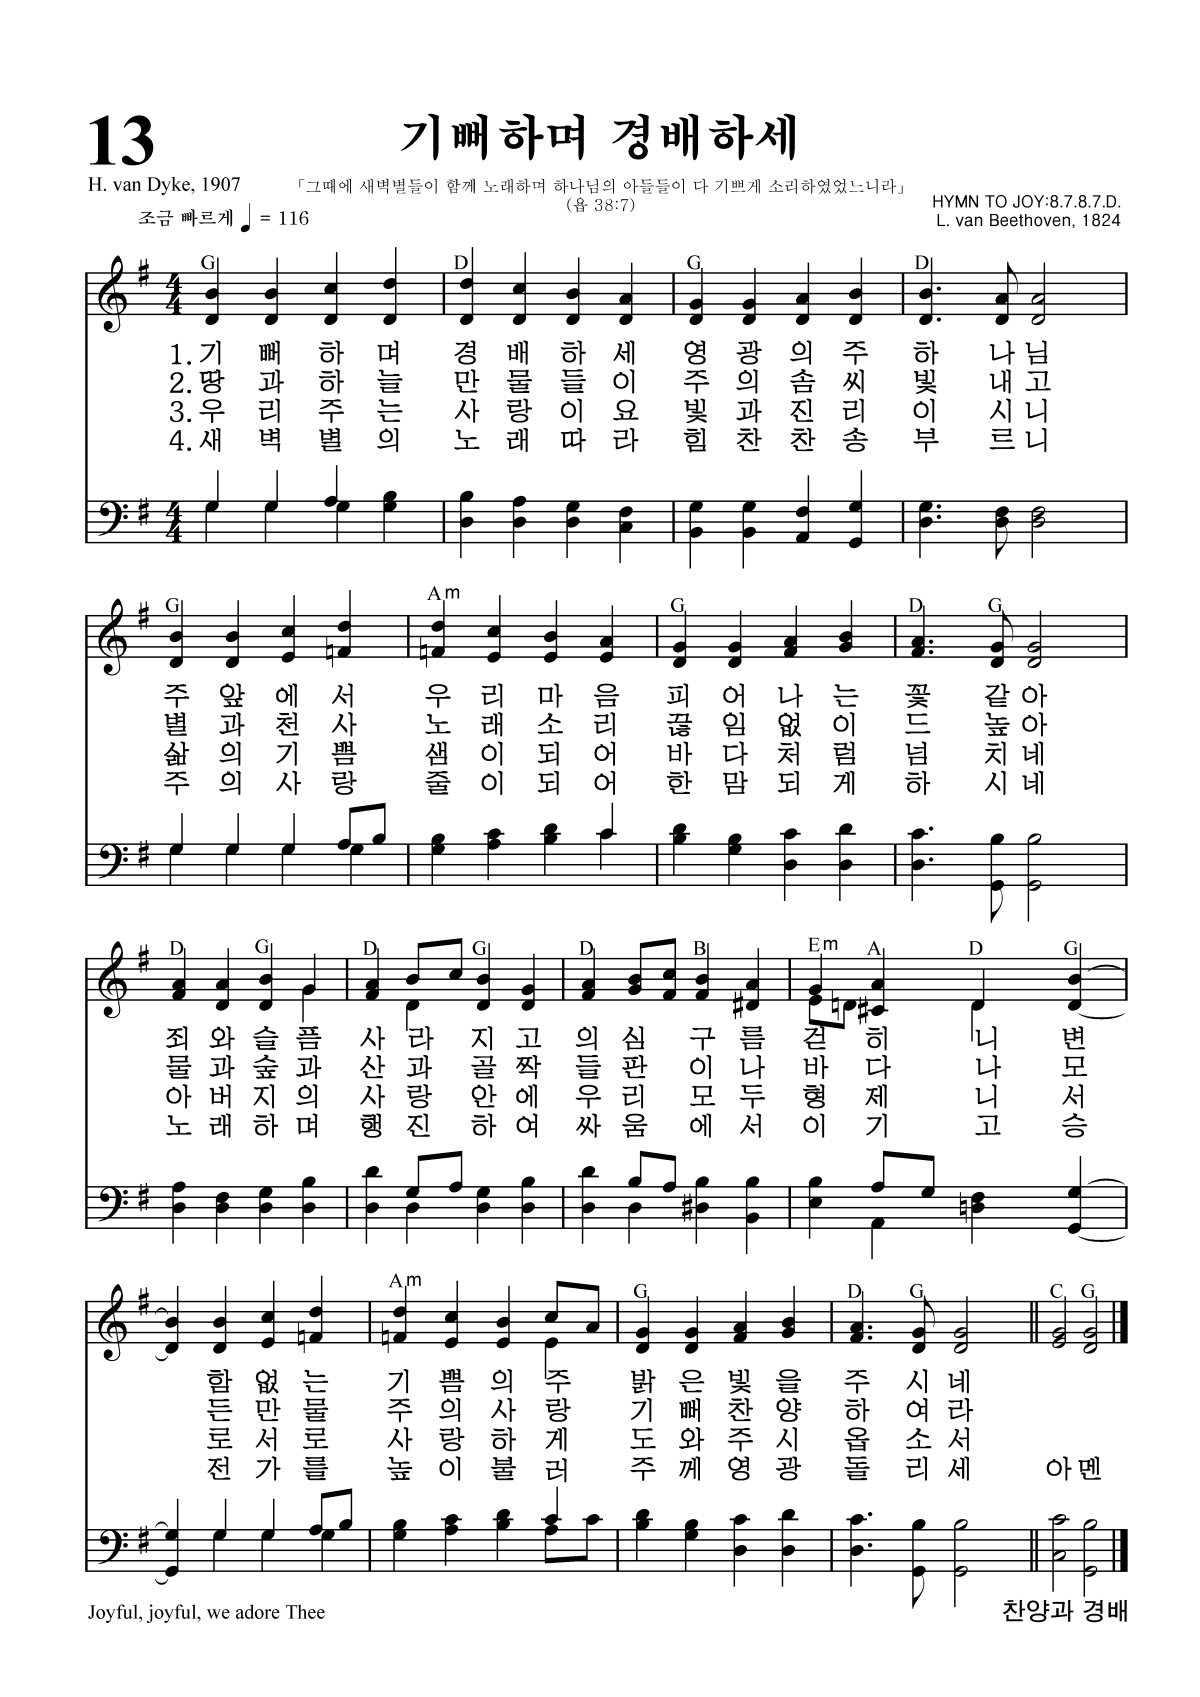 13
기뻐하며 경배하세
H. van Dyke, 1907
「그때에 새벽별들이 함께 노래하며 하나님의 아들들이 다 기쁘게 소리하였었느니라」
(욥 38:7)
HYMN TO JOY:8.7.8.7.D.
조금 빠르게 ♩ = 116
L. van Beethoven, 1824
G D G D
1. 기 뻐 하 며 경 배 하 세 영 광 의 주 하 나 님
2. 땅 과 하 늘 만 물 들 이 주 의 솜 씨 빛 내 고
3. 우 리 주 는 사 랑 이 요 빛 과 진 리 이 시 니
4. 새 벽 별 의 노 래 따 라 힘 찬 찬 송 부 르 니
G Am G D G
주 앞 에 서 우 리 마 음 피 어 나 는 꽃 같 아
별 과 천 사 노 래 소 리 끊 임 없 이 드 높 아
삶 의 기 쁨 샘 이 되 어 바 다 처 럼 넘 치 네
주 의 사 랑 줄 이 되 어 한 맘 되 게 하 시 네
D G D G D B Em A D G
죄 와 슬 픔 사 라 지 고 의 심 구 름 걷 히 니 변
물 과 숲 과 산 과 골 짝 들 판 이 나 바 다 나 모
아 버 지 의 사 랑 안 에 우 리 모 두 형 제 니 서
노 래 하 며 행 진 하 여 싸 움 에 서 이 기 고 승
Am G D G C G
함 없 는 기 쁨 의 주 밝 은 빛 을 주 시 네
든 만 물 주 의 사 랑 기 뻐 찬 양 하 여 라
로 서 로 사 랑 하 게 도 와 주 시 옵 소 서
전 가 를 높 이 불 러 주 께 영 광 돌 리 세 아 멘
Joyful, joyful, we adore Thee
찬양과 경배